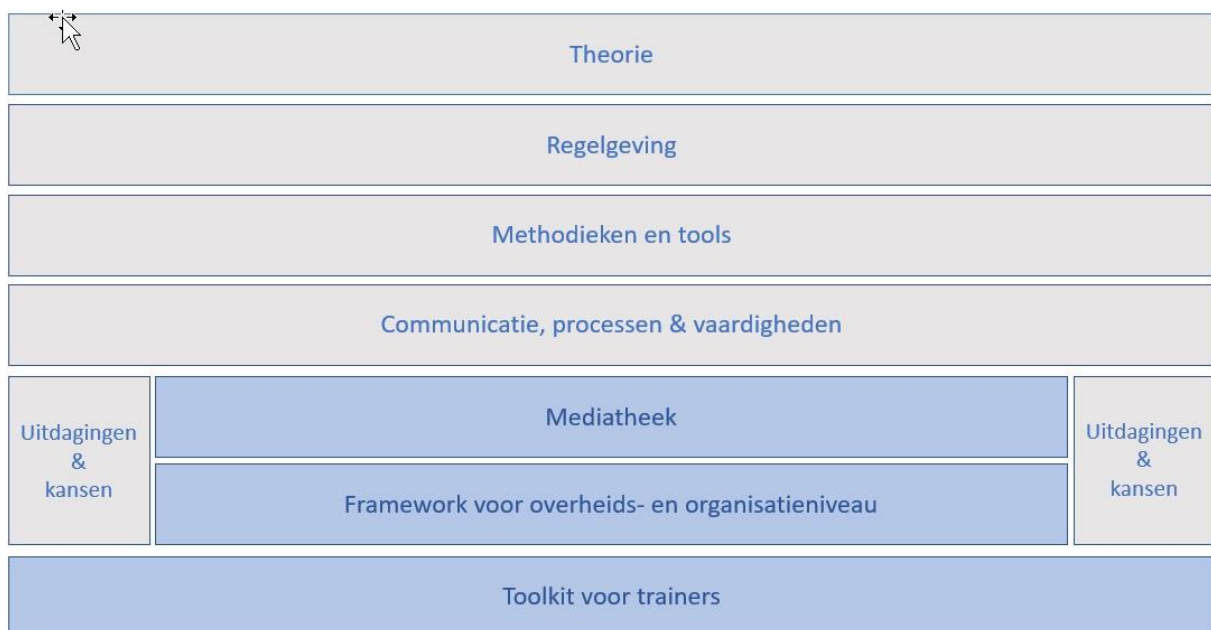 Theorie
Regelgeving
Methodieken en tools
Communicatie, processen & vaardigheden
Uitdagingen
&
kansen
Mediatheek
Framework voor overheids- en organisatieniveau
Uitdagingen
&
kansen
Toolkit voor trainers